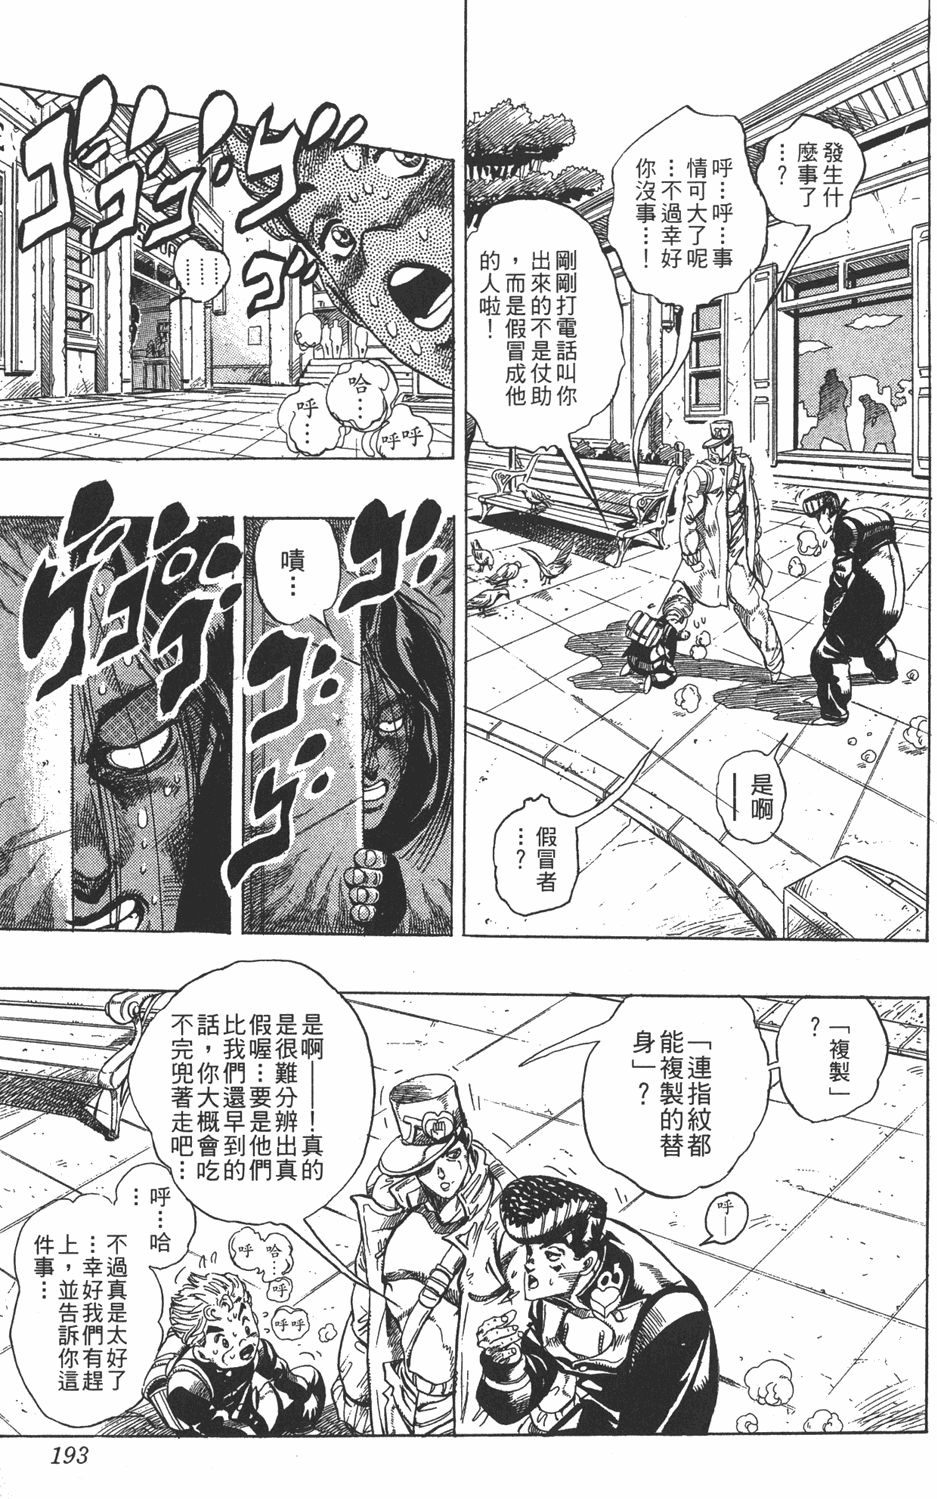 發生什
麼事了
…?
呼…呼…事
情可大了呢
…不過幸好
你沒事…!
剛剛打電話叫你
出來的不是仗助
，而是假冒成他
的人啦!
是啊
——
假冒者
…?
ゴゴゴゴゴ
………
哈…
呼…
呼呼
嘖…
ゴゴゴ
ゴゴゴ
「複製」
?
「連指紋都
能複製的替
身」?
呼—
是啊——!真的
是很難分辨出真
假喔…要是他們
比我們還早到的
話，你大概會吃
不完兜著走吧…
呼
哈…
呼
呼呼
呼…哈
…
不過真是太好了
…幸好我們有趕
上，並告訴你這
件事…
193